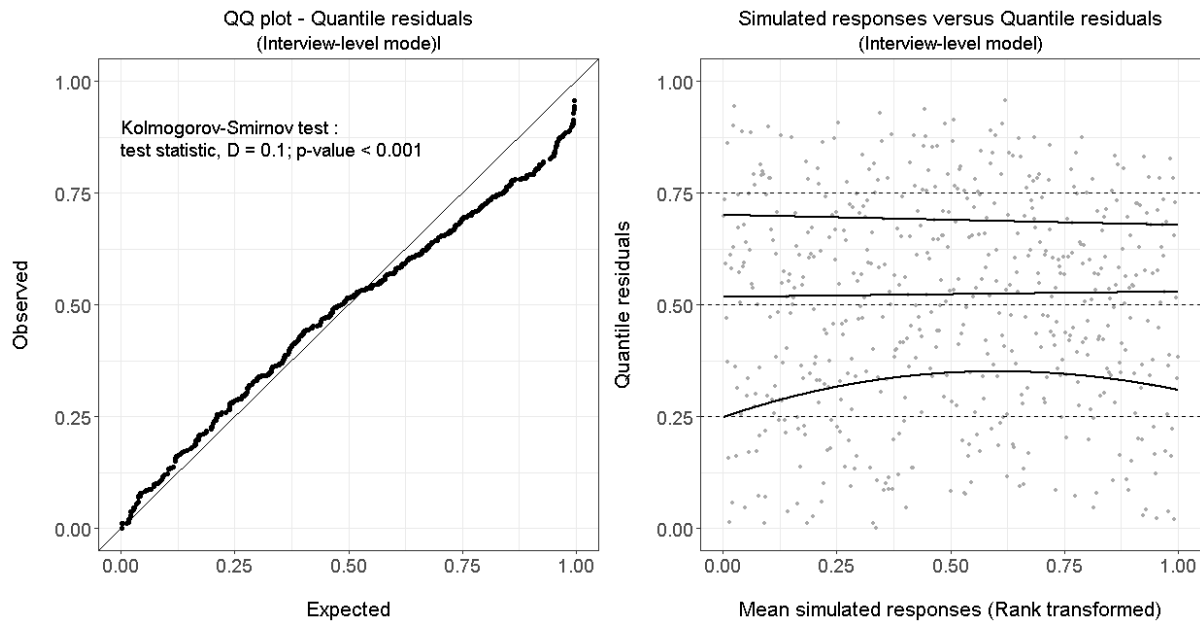 QQ plot - Quantile residuals
(Interview-level mode)l
Kolmogorov-Smirnov test :
test statistic, D = 0.1; p-value < 0.001
1.00
0.75
0.50
0.25
0.00
Observed
0.00 0.25 0.50 0.75 1.00
Expected
Simulated responses versus Quantile residuals
(Interview-level model)
1.00
0.75
0.50
0.25
0.00
Quantile residuals
0.00 0.25 0.50 0.75 1.00
Mean simulated responses (Rank transformed)